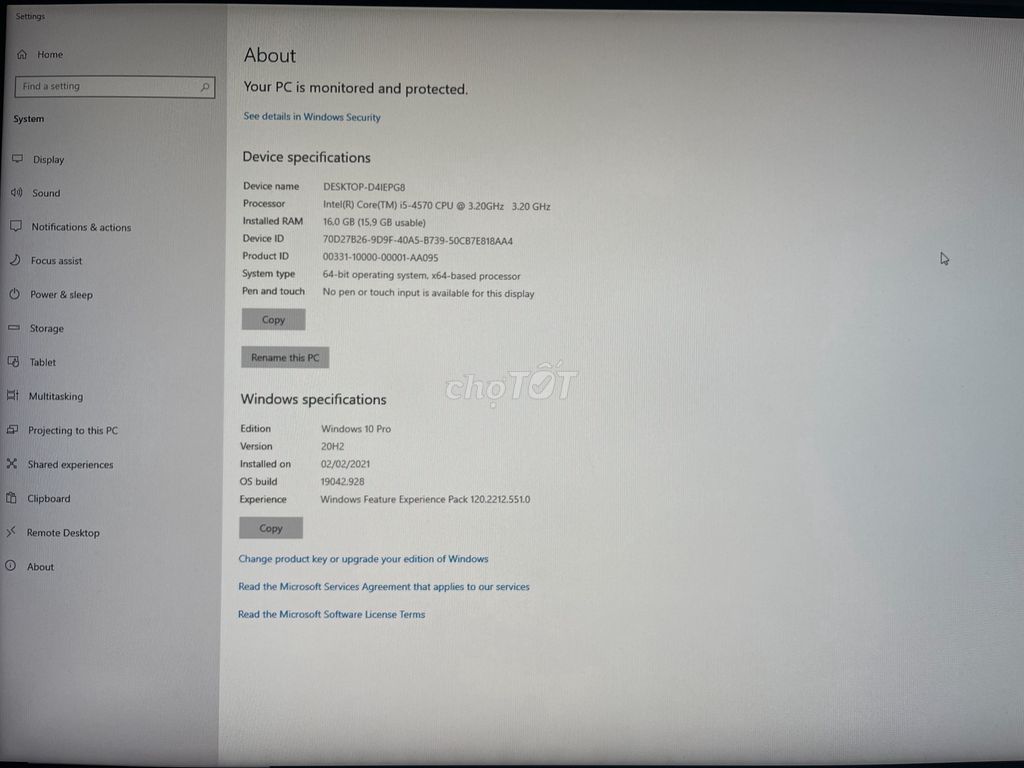 Settings
Home
Find a setting
System
Display
Sound
Notifications & actions
Focus assist
Power & sleep
Storage
Tablet
Multitasking
Projecting to this PC
Shared experiences
Clipboard
Remote Desktop
About
About
Your PC is monitored and protected.
See details in Windows Security
Device specifications
Device name DESKTOP-D4IEPG8
Processor Intel(R) Core(TM) i5-4570 CPU @ 3.20GHz 3.20 GHz
Installed RAM 16.0 GB (15.9 GB usable)
Device ID 70D27B26-9D9F-40A5-B739-50CB7E818AA4
Product ID 00331-10000-00001-AA095
System type 64-bit operating system, x64-based processor
Pen and touch No pen or touch input is available for this display
Copy
Rename this PC
chợTỐT
Windows specifications
Edition Windows 10 Pro
Version 20H2
Installed on 02/02/2021
OS build 19042.928
Experience Windows Feature Experience Pack 120.2212.551.0
Copy
Change product key or upgrade your edition of Windows
Read the Microsoft Services Agreement that applies to our services
Read the Microsoft Software License Terms